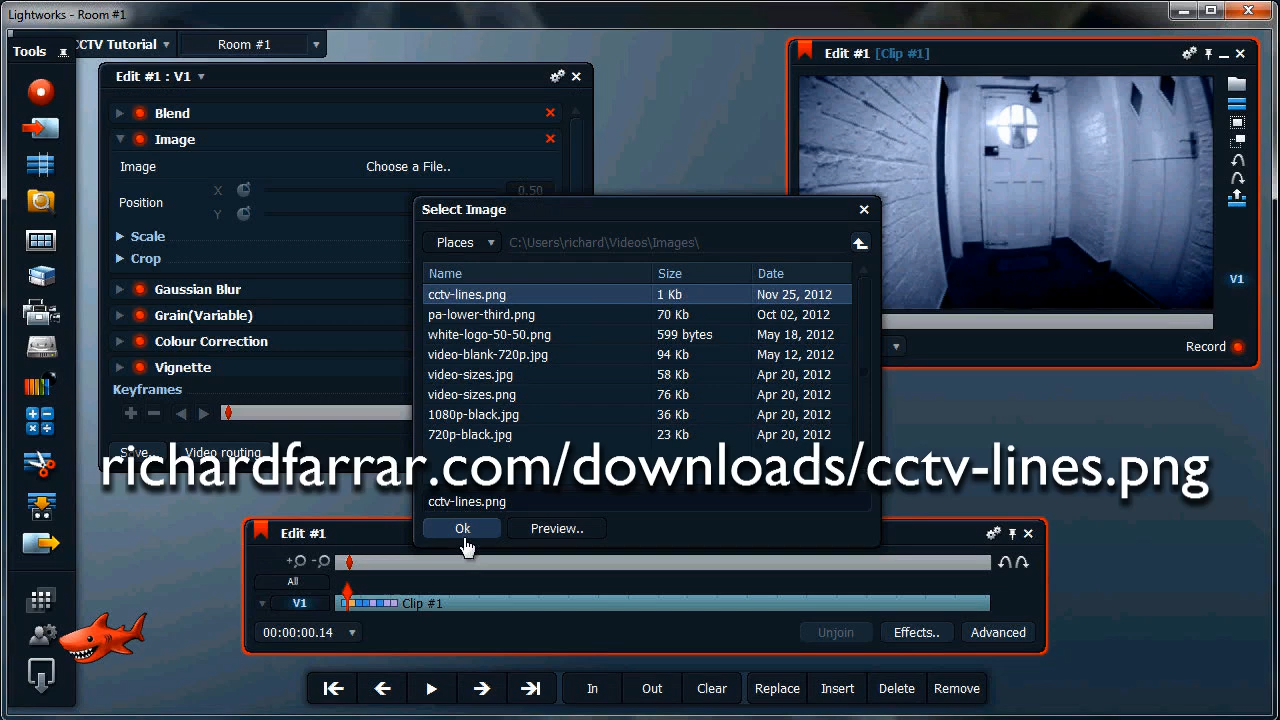 Lightworks - Room #1
Tools
CCTV Tutorial
Room #1
Edit #1 : V1
Blend
Image
Image
Choose a File..
Position
X
0.50
Y
Scale
Crop
Gaussian Blur
Grain(Variable)
Colour Correction
Vignette
Keyframes
Save..
Video routing
Edit #1 [Clip #1]
V1
Record
Select Image
Places
C:\Users\richard\Videos\Images\
Name Size Date
cctv-lines.png 1 Kb Nov 25, 2012
pa-lower-third.png 70 Kb Oct 02, 2012
white-logo-50-50.png 599 bytes May 18, 2012
video-blank-720p.jpg 94 Kb May 12, 2012
video-sizes.jpg 58 Kb Apr 20, 2012
video-sizes.png 76 Kb Apr 20, 2012
1080p-black.jpg 36 Kb Apr 20, 2012
720p-black.jpg 23 Kb Apr 20, 2012
richardfarrar.com/downloads/cctv-lines.png
cctv-lines.png
Ok
Preview..
Edit #1
All
V1
Clip #1
00:00:00.14
Unjoin
Effects..
Advanced
In
Out
Clear
Replace
Insert
Delete
Remove